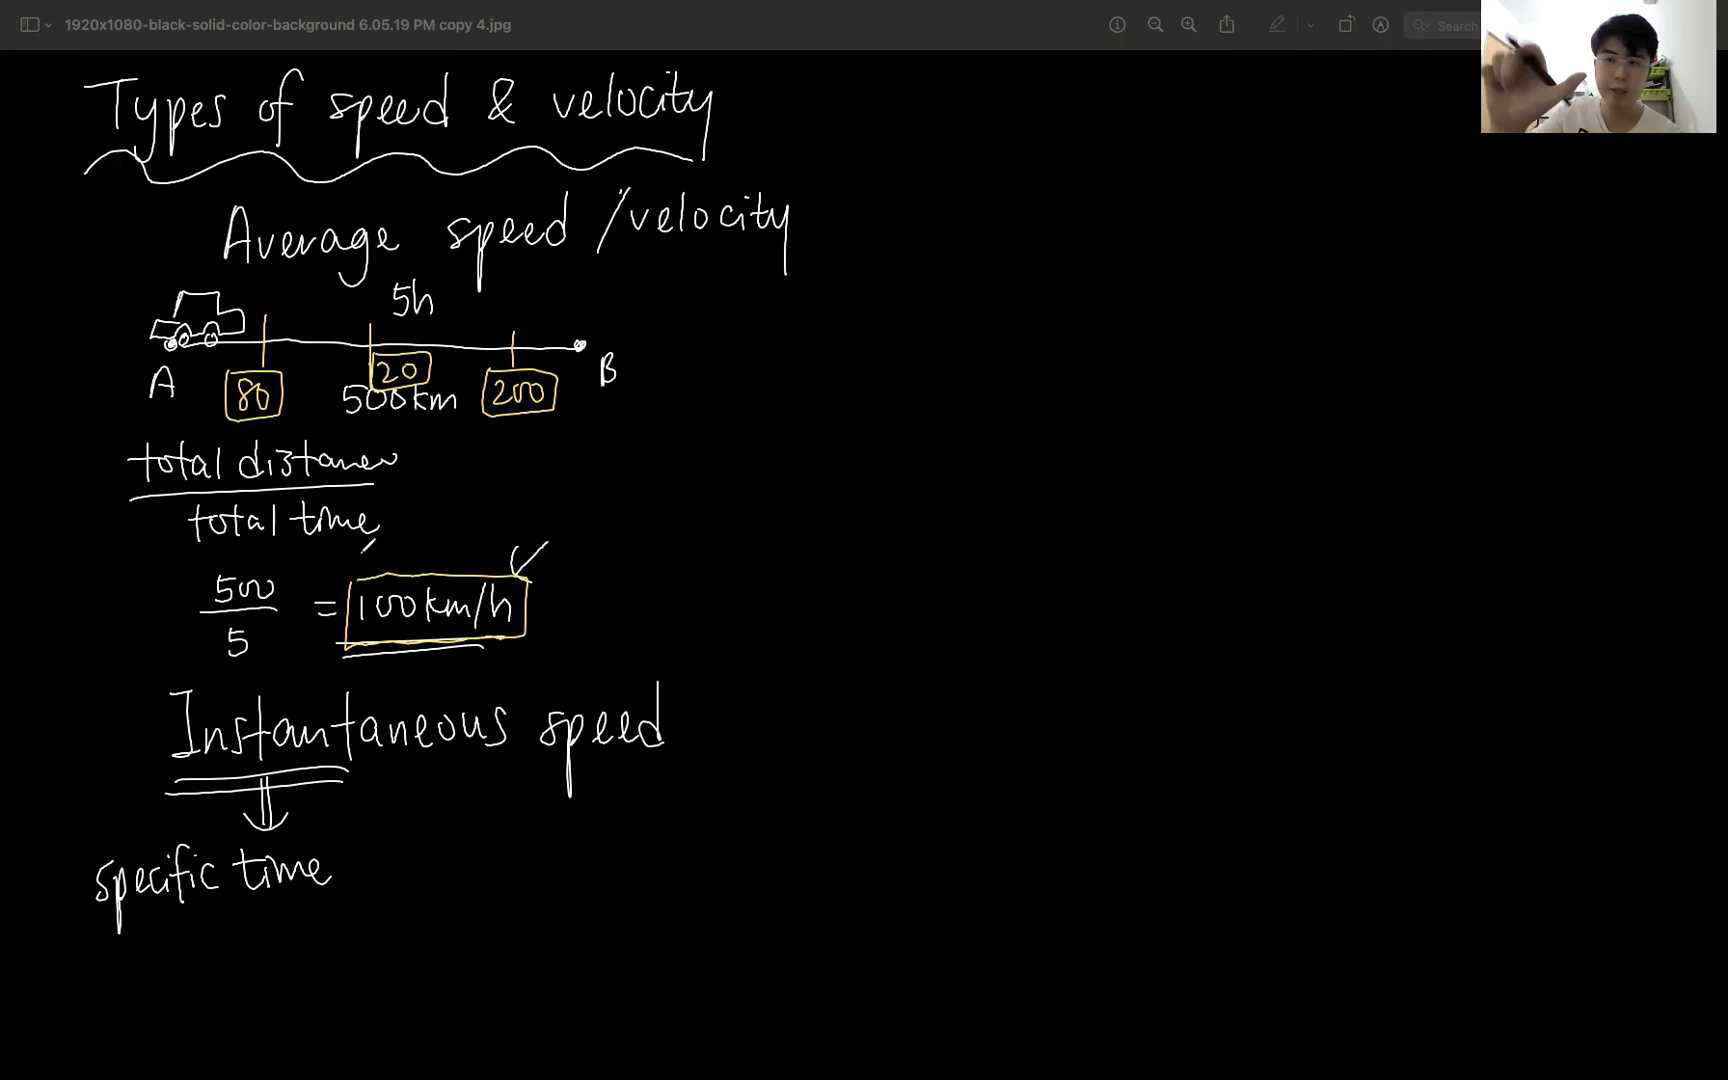 1920x1080-black-solid-color-background 6.05.19 PM copy 4.jpg
Search
Types of speed & velocity
Average speed /velocity
5h
A
80
20
500km
200
B
total distance
total time
500
5
= 100km/h
Instantaneous speed
specific time